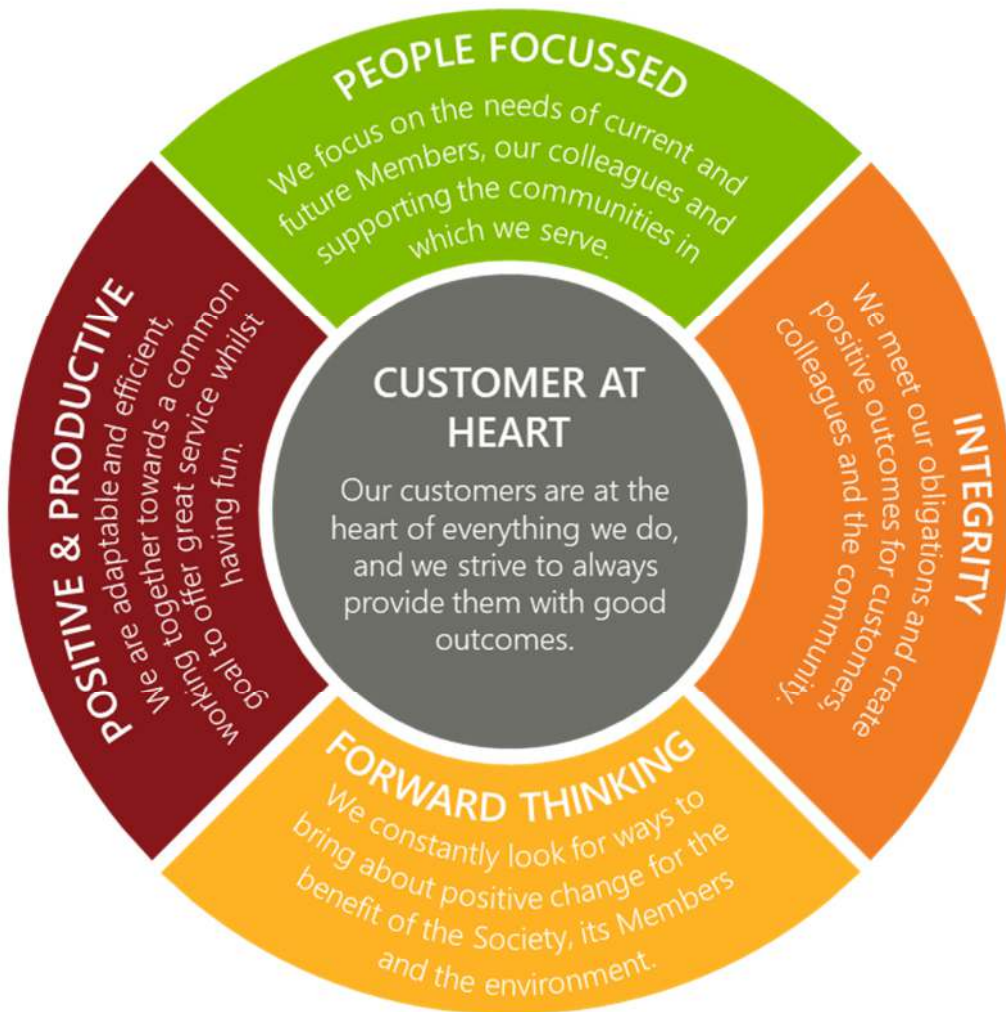 PEOPLE FOCUSSED
We focus on the needs of current and
future Members, our colleagues and
supporting the communities in
which we serve.
INTEGRITY
We meet our obligations and create
positive outcomes for customers,
colleagues and the community.
FORWARD THINKING
We constantly look for ways to
bring about positive change for the
benefit of the Society, its Members
and the environment.
POSITIVE & PRODUCTIVE
We are adaptable and efficient,
working together towards a common
goal to offer great service whilst
having fun.
CUSTOMER AT
HEART
Our customers are at the
heart of everything we do,
and we strive to always
provide them with good
outcomes.